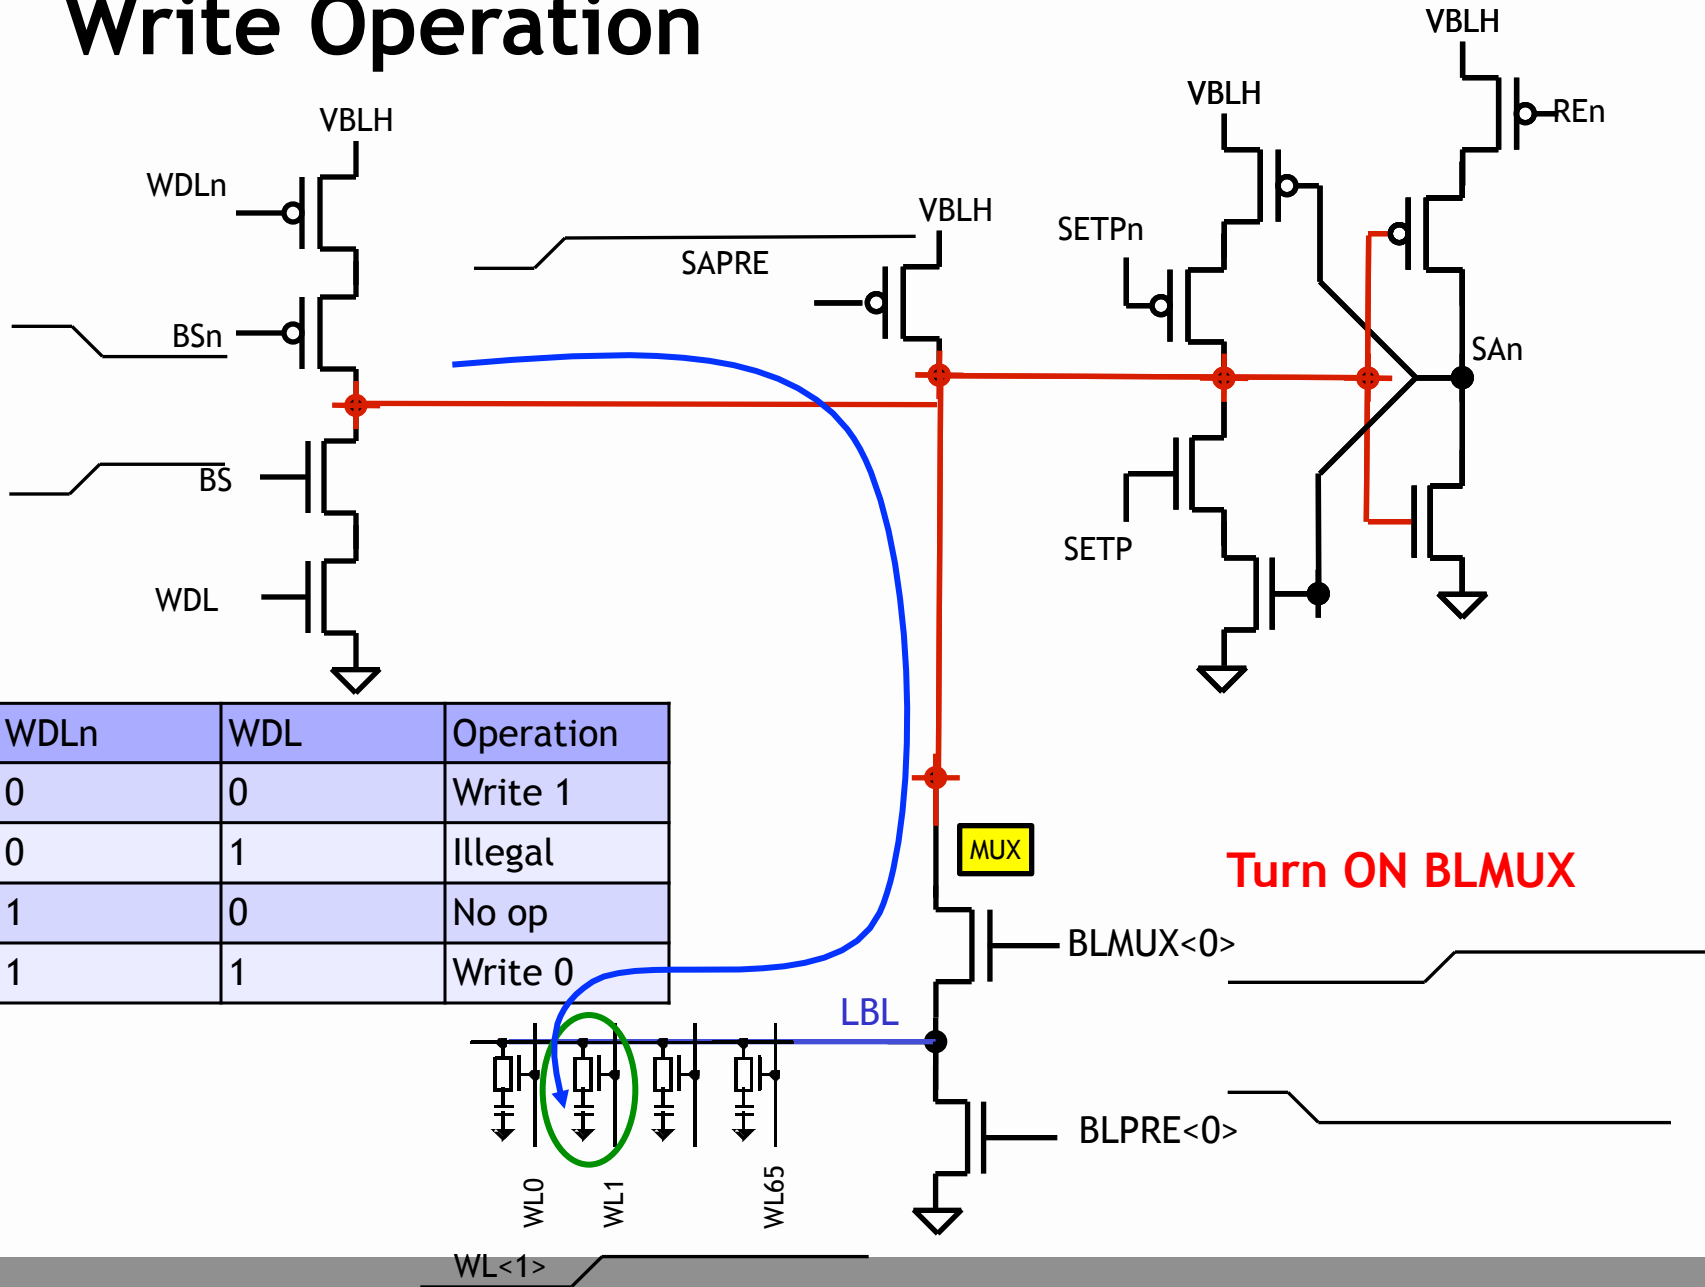 Write Operation
VBLH
VBLH
REn
VBLH
WDLn
VBLH
SETPn
SAPRE
BSn
SAn
BS
SETP
WDL
WDLn WDL Operation
0 0 Write 1
0 1 Illegal
1 0 No op
1 1 Write 0
MUX
Turn ON BLMUX
BLMUX<0>
LBL
BLPRE<0>
WL0
WL1
WL65
WL<1>